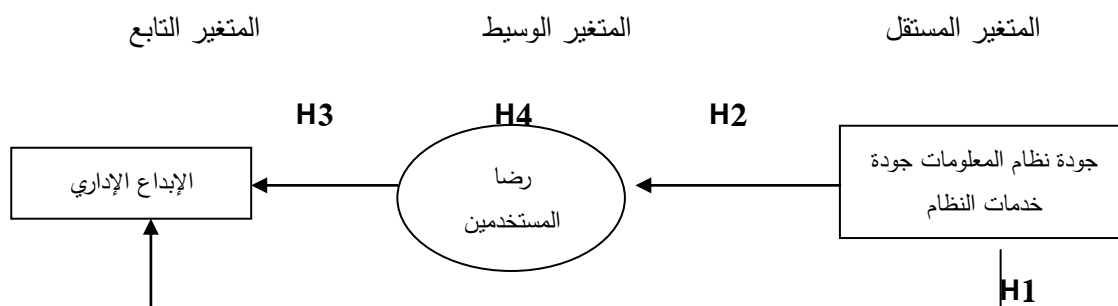 المتغير المستقل
المتغير الوسيط
المتغير التابع
H2
H4
H3
جودة نظام المعلومات جودة
خدمات النظام
رضا
المستخدمين
الإبداع الإداري
H1